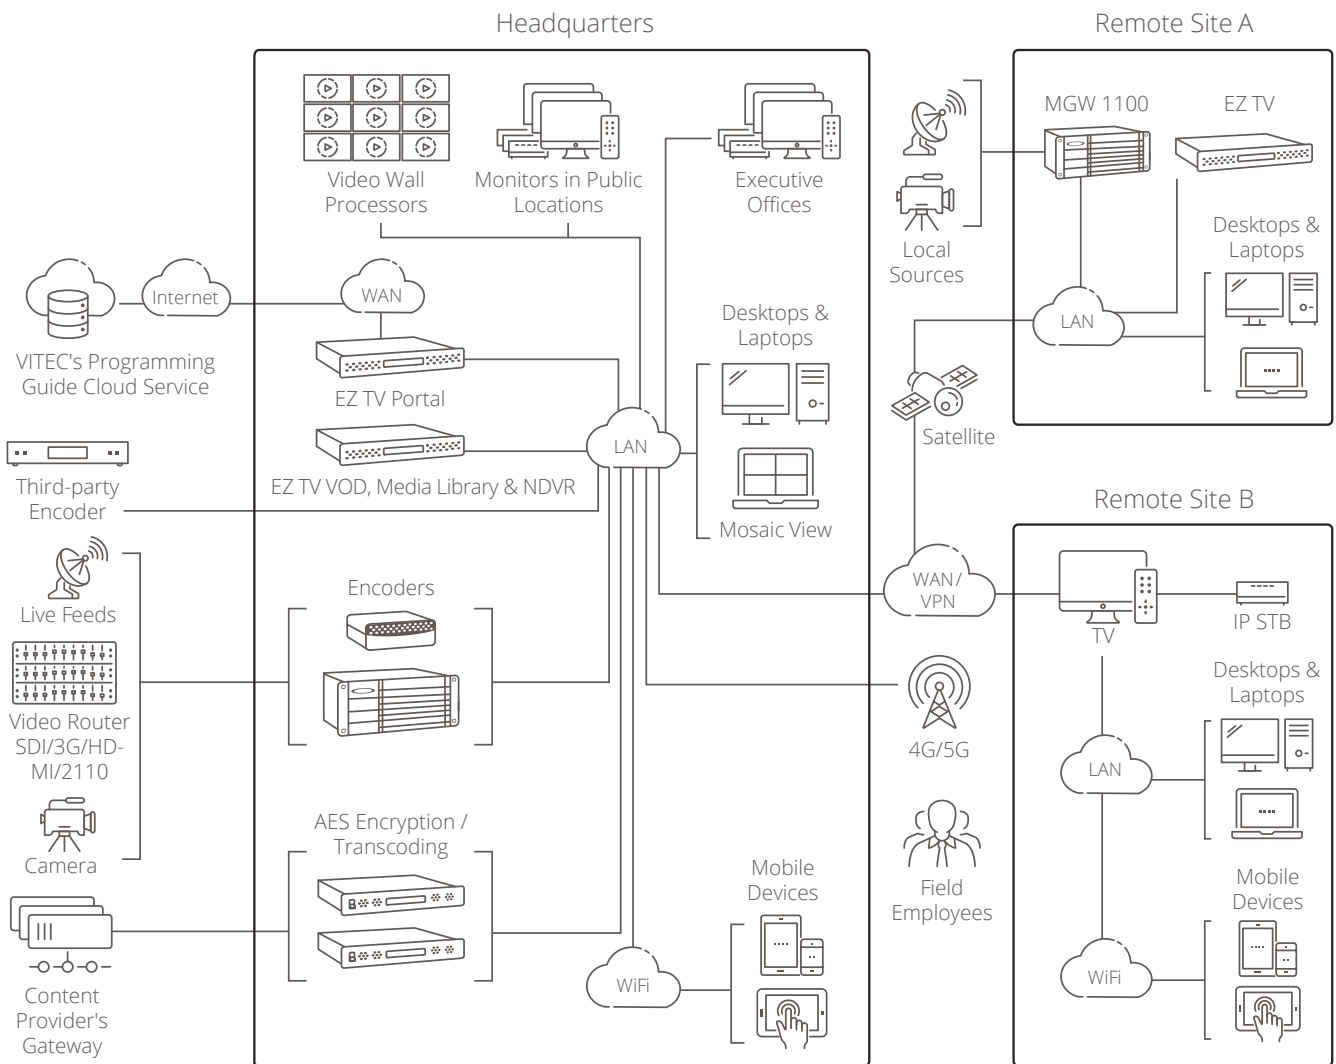 Headquarters
Remote Site A
Video Wall
Processors
Monitors in Public
Locations
Executive
Offices
Local
Sources
MGW 1100
EZ TV
Desktops &
Laptops
LAN
VITEC's Programming
Guide Cloud Service
Internet
WAN
EZ TV Portal
EZ TV VOD, Media Library & NDVR
LAN
Desktops &
Laptops
Mosaic View
Satellite
Third-party
Encoder
Live Feeds
Video Router
SDI/3G/HD-
MI/2110
Camera
Encoders
AES Encryption /
Transcoding
Content
Provider's
Gateway
WiFi
Mobile
Devices
WAN/
VPN
4G/5G
Field
Employees
Remote Site B
TV
IP STB
Desktops &
Laptops
LAN
Mobile
Devices
WiFi